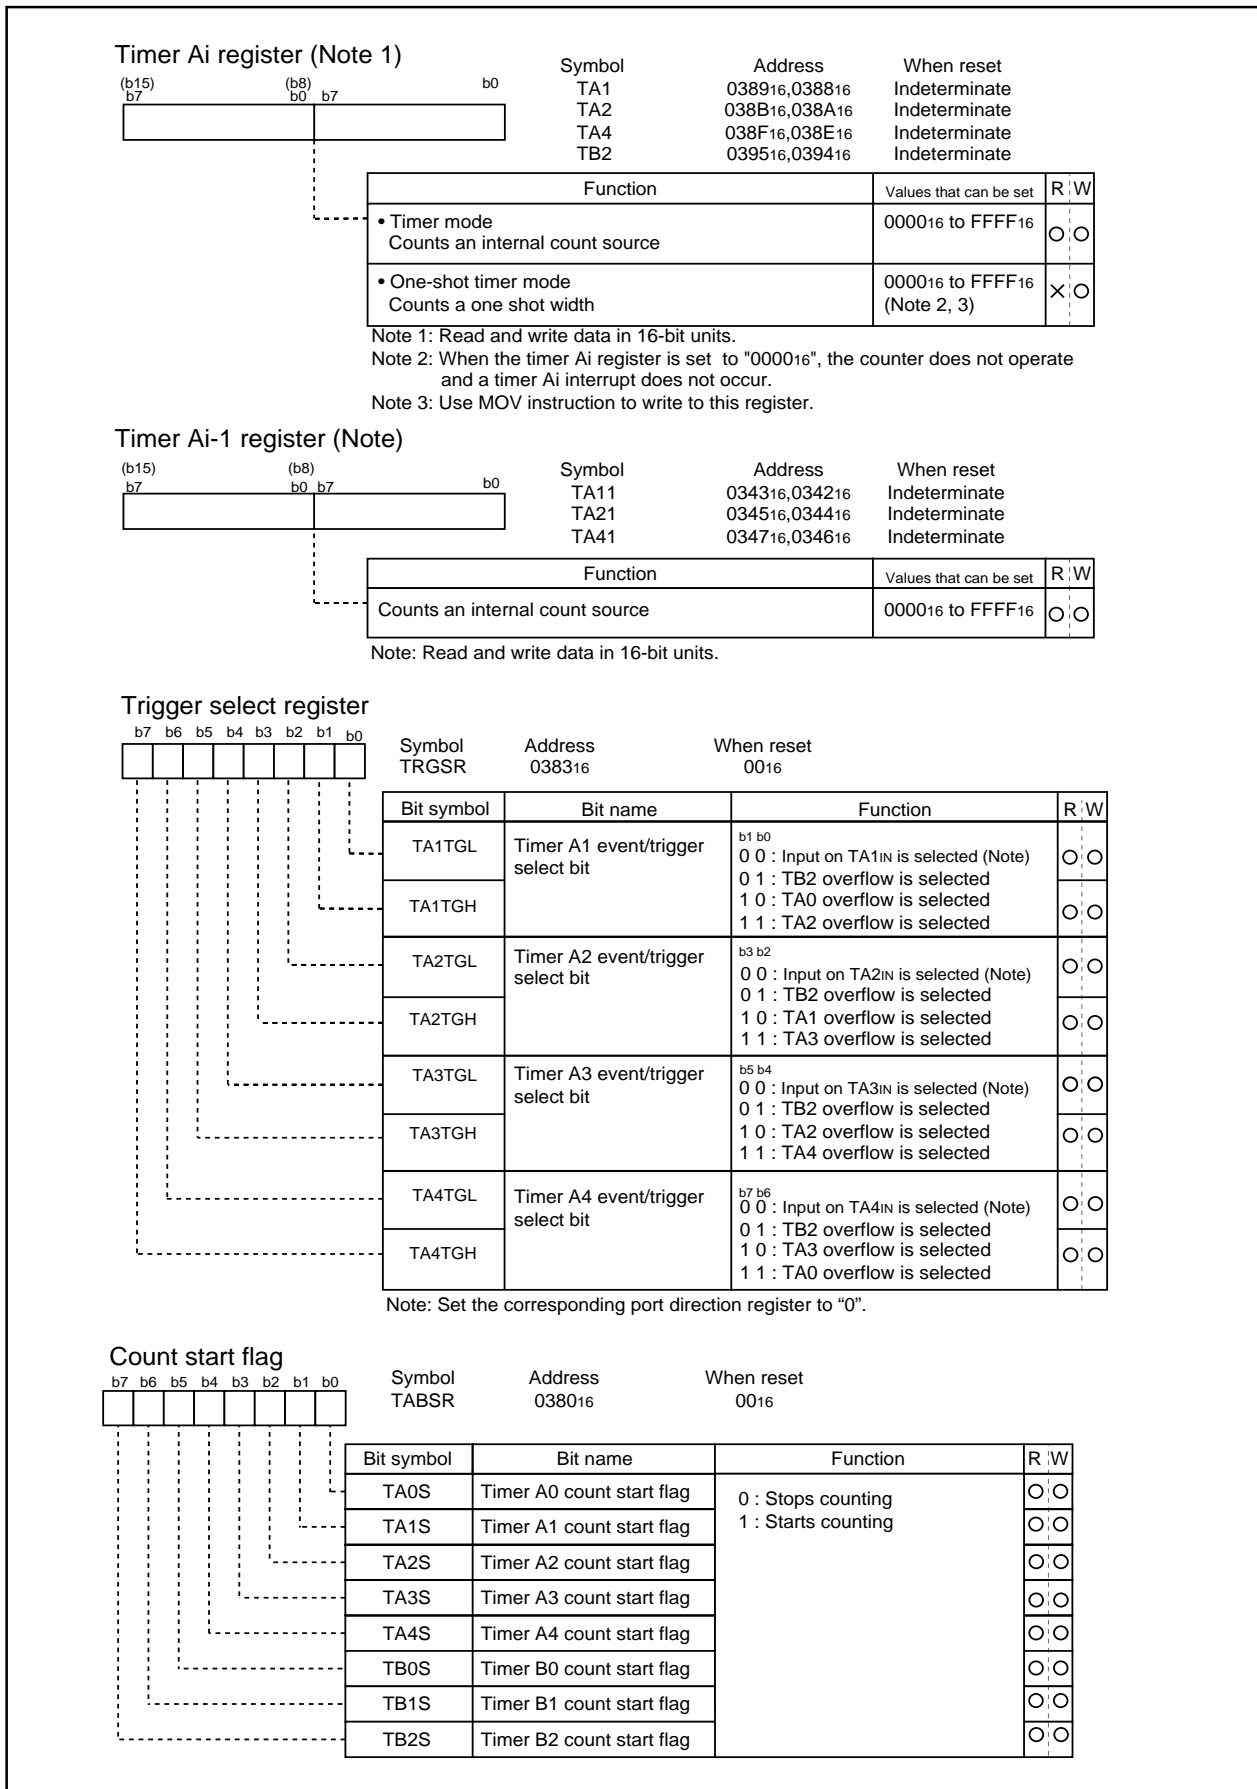 Timer Ai register (Note 1)
Symbol Address When reset
(b15) (b8) b0
b7 b0 b7
TA1 038916,038816 Indeterminate
TA2 038B16,038A16 Indeterminate
TA4 038F16,038E16 Indeterminate
TB2 039516,039416 Indeterminate
Function Values that can be set R W
• Timer mode 000016 to FFFF16
Counts an internal count source
• One-shot timer mode 000016 to FFFF16
Counts a one shot width (Note 2, 3)
Note 1: Read and write data in 16-bit units.
Note 2: When the timer Ai register is set to "000016", the counter does not operate
and a timer Ai interrupt does not occur.
Note 3: Use MOV instruction to write to this register.
Timer Ai-1 register (Note)
(b15) (b8) Symbol Address When reset
b7 b0 b7 b0
TA11 034316,034216 Indeterminate
TA21 034516,034416 Indeterminate
TA41 034716,034616 Indeterminate
Function Values that can be set R W
Counts an internal count source 000016 to FFFF16
Note: Read and write data in 16-bit units.
Trigger select register
b7 b6 b5 b4 b3 b2 b1 b0
Symbol Address When reset
TRGSR 038316 0016
Bit symbol Bit name Function R W
TA1TGL Timer A1 event/trigger
select bit
b1 b0
0 0 : Input on TA1IN is selected (Note)
0 1 : TB2 overflow is selected
TA1TGH 1 0 : TA0 overflow is selected
1 1 : TA2 overflow is selected
TA2TGL Timer A2 event/trigger
select bit
b3 b2
0 0 : Input on TA2IN is selected (Note)
0 1 : TB2 overflow is selected
TA2TGH 1 0 : TA1 overflow is selected
1 1 : TA3 overflow is selected
TA3TGL Timer A3 event/trigger
select bit
b5 b4
0 0 : Input on TA3IN is selected (Note)
0 1 : TB2 overflow is selected
TA3TGH 1 0 : TA2 overflow is selected
1 1 : TA4 overflow is selected
TA4TGL Timer A4 event/trigger
select bit
b7 b6
0 0 : Input on TA4IN is selected (Note)
0 1 : TB2 overflow is selected
TA4TGH 1 0 : TA3 overflow is selected
1 1 : TA0 overflow is selected
Note: Set the corresponding port direction register to “0”.
Count start flag
b7 b6 b5 b4 b3 b2 b1 b0
Symbol Address When reset
TABSR 038016 0016
Bit symbol Bit name Function R W
TA0S Timer A0 count start flag 0 : Stops counting
TA1S Timer A1 count start flag 1 : Starts counting
TA2S Timer A2 count start flag
TA3S Timer A3 count start flag
TA4S Timer A4 count start flag
TB0S Timer B0 count start flag
TB1S Timer B1 count start flag
TB2S Timer B2 count start flag